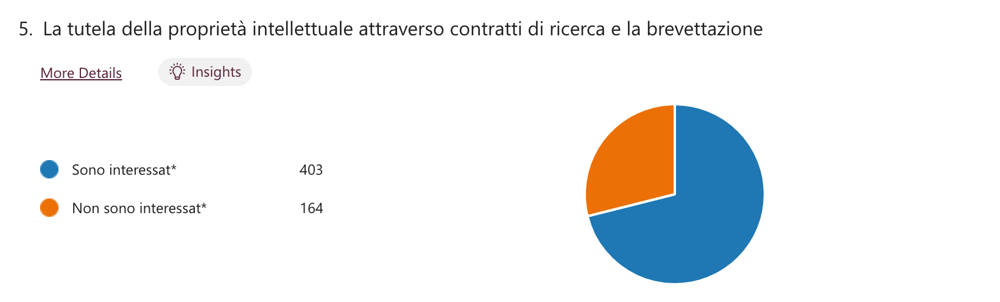 5. La tutela della proprietà intellettuale attraverso contratti di ricerca e la brevettazione
More Details Insights
Sono interessat* 403
Non sono interessat* 164